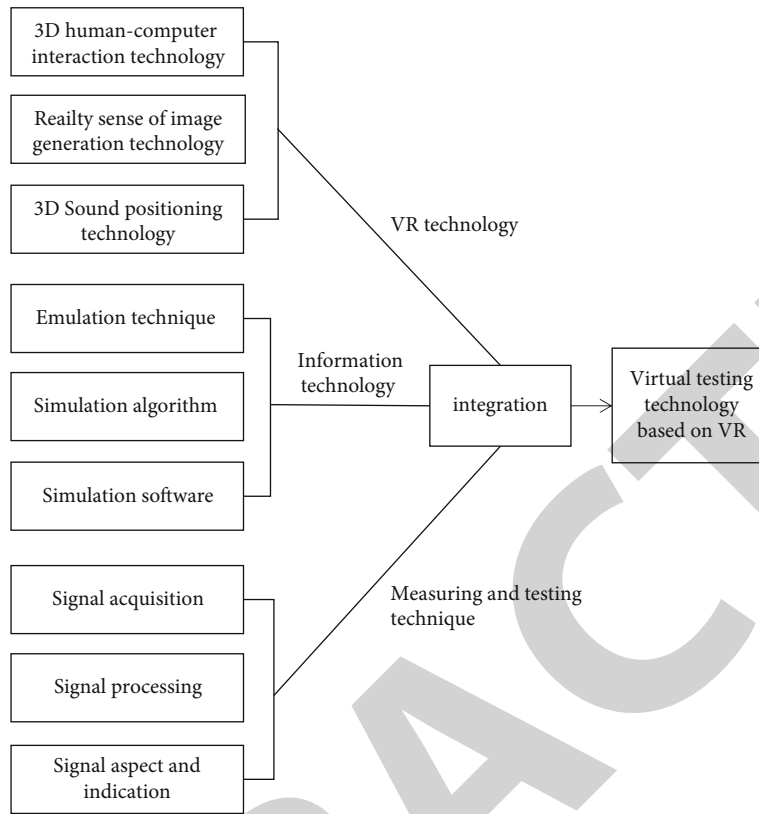 3D human-computer
interaction technology
Reailty sense of image
generation technology
3D Sound positioning
technology
VR technology
Emulation technique
Simulation algorithm
Simulation software
Information
technology
integration
Virtual testing
technology
based on VR
Signal acquisition
Signal processing
Signal aspect and
indication
Measuring and testing
technique